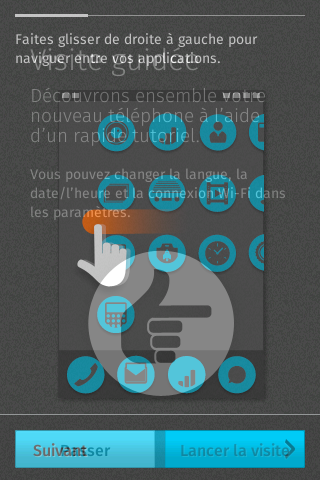 Faites glisser de droite à gauche pour
naviguer entre vos applications.
Visite guidée
Découvrons ensemble votre
nouveau téléphone à l'aide
d'un rapide tutoriel.
Vous pouvez changer la langue, la
date/l'heure et la connexion Wi-Fi dans
les paramètres.
Suivant
Passer
Lancer la visite